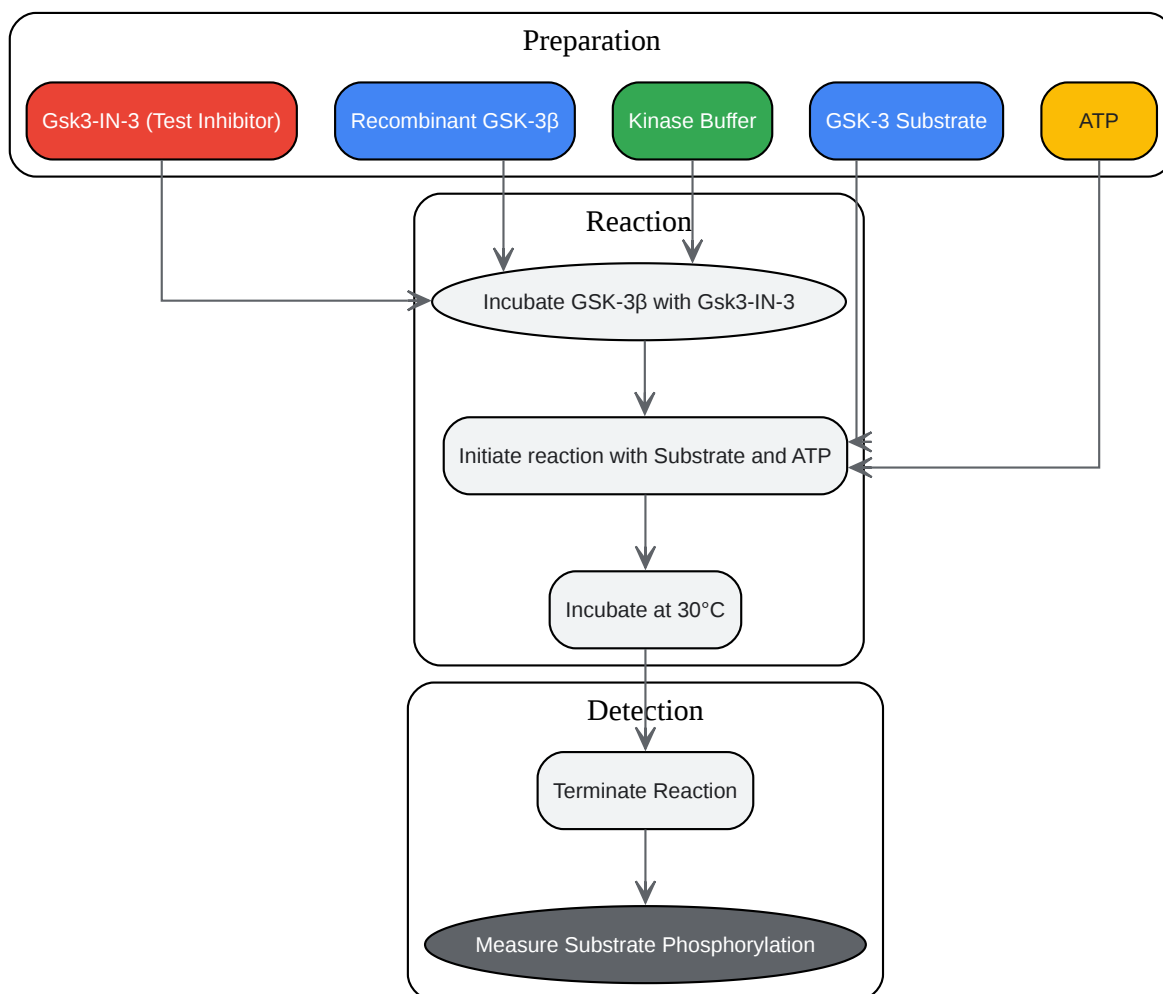 Preparation
Gsk3-IN-3 (Test Inhibitor)
Recombinant GSK-3β
Kinase Buffer
GSK-3 Substrate
ATP
Reaction
Incubate GSK-3β with Gsk3-IN-3
Initiate reaction with Substrate and ATP
Incubate at 30°C
Detection
Terminate Reaction
Measure Substrate Phosphorylation